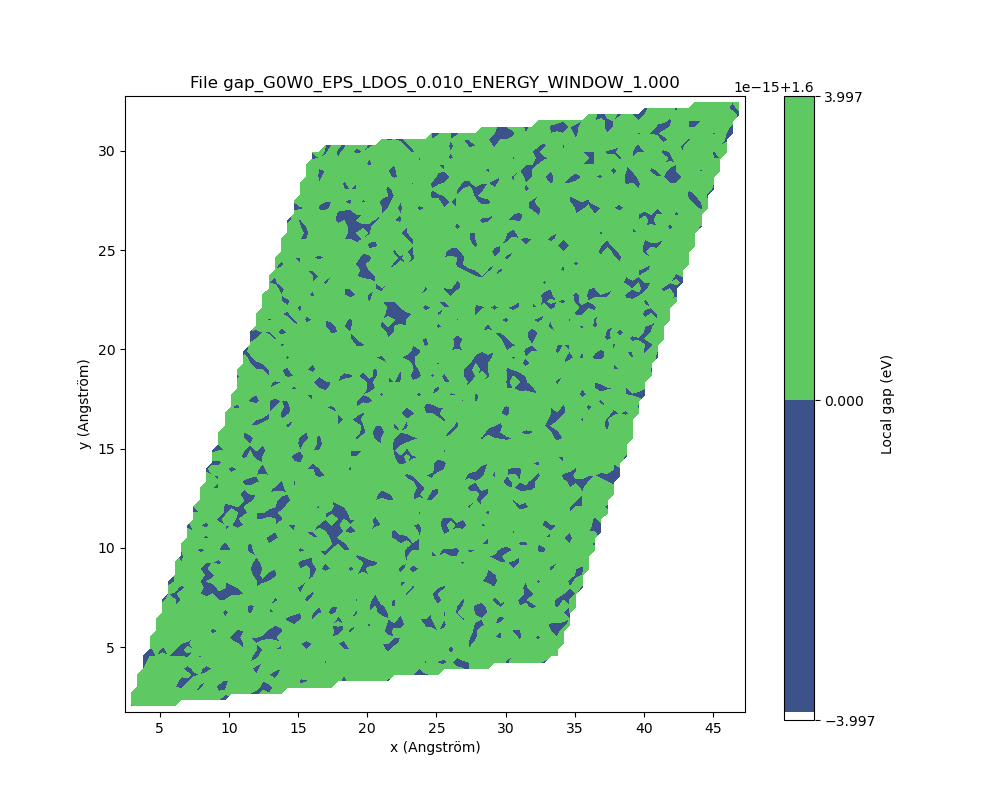 File gap_G0W0_EPS_LDOS_0.010_ENERGY_WINDOW_1.000
1e−15+1.6
3.997
0.000
−3.997
Local gap (eV)
30
25
20
15
10
5
y (Angström)
5 10 15 20 25 30 35 40 45
x (Angström)